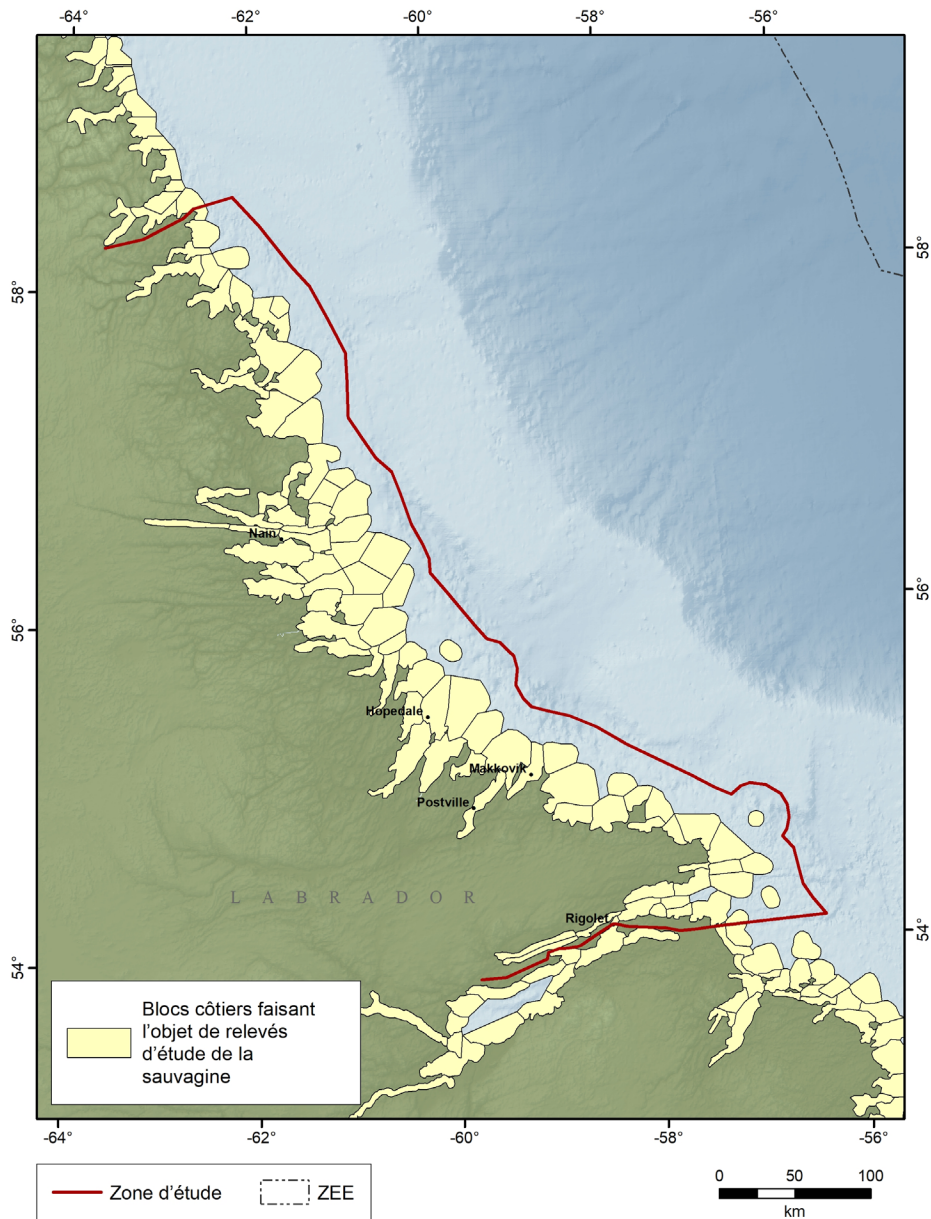 -64° -62° -60° -58° -56°
58°
58°
Nain
56°
56°
Hopedale
Makkovik
Postville
LABRADOR
Rigolet
54°
54°
Blocs côtiers faisant
l'objet de relevés
d'étude de la
sauvagine
-64° -62° -60° -58° -56°
Zone d'étude
ZEE
0 50 100
km